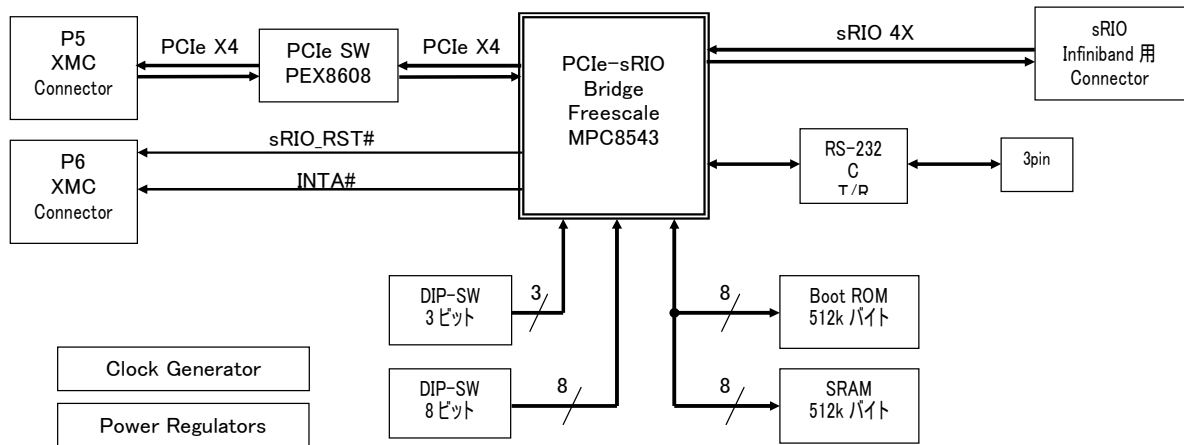 P5
XMC
Connector
PCIe X4
PCIe SW
PEX8608
PCIe X4
PCIe-sRIO
Bridge
Freescale
MPC8543
sRIO 4X
sRIO
Infiniband 用
Connector
P6
XMC
Connector
sRIO_RST#
INTA#
RS-232
C
T/R
3pin
DIP-SW
3 ビット
3
8
Boot ROM
512k バイト
Clock Generator
DIP-SW
8 ビット
8
8
SRAM
512k バイト
Power Regulators